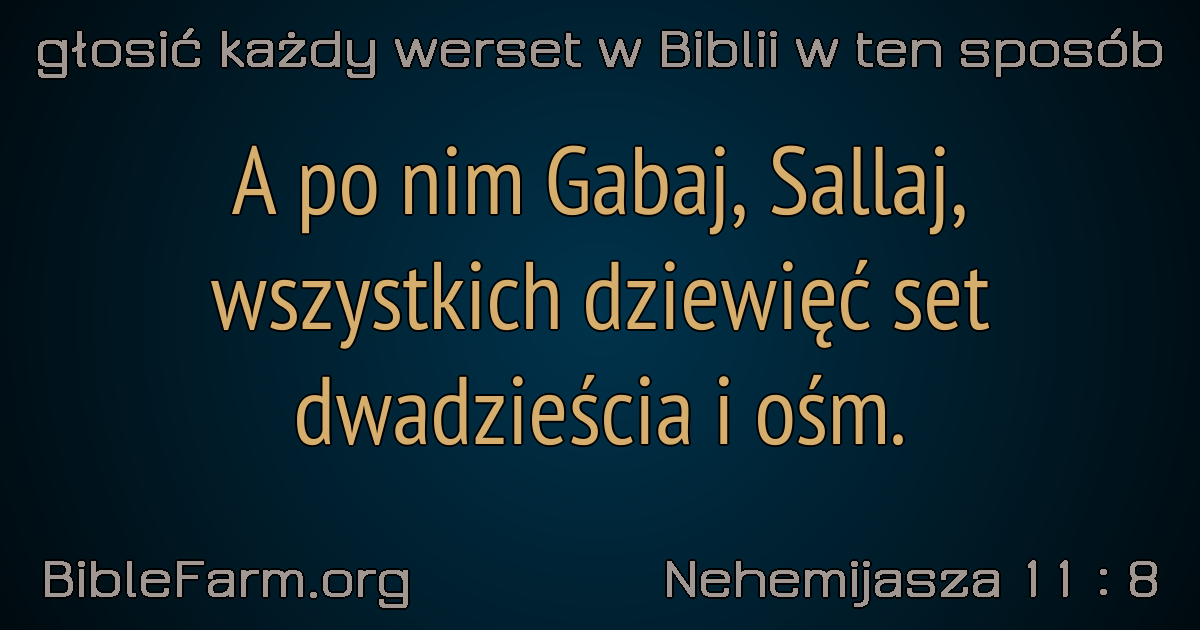 głosić każdy werset w Biblii w ten sposób
A po nim Gabaj, Sallaj,
wszystkich dziewięć set
dwadzieścia i ośm.
BibleFarm.org
Nehemijasza 11 : 8